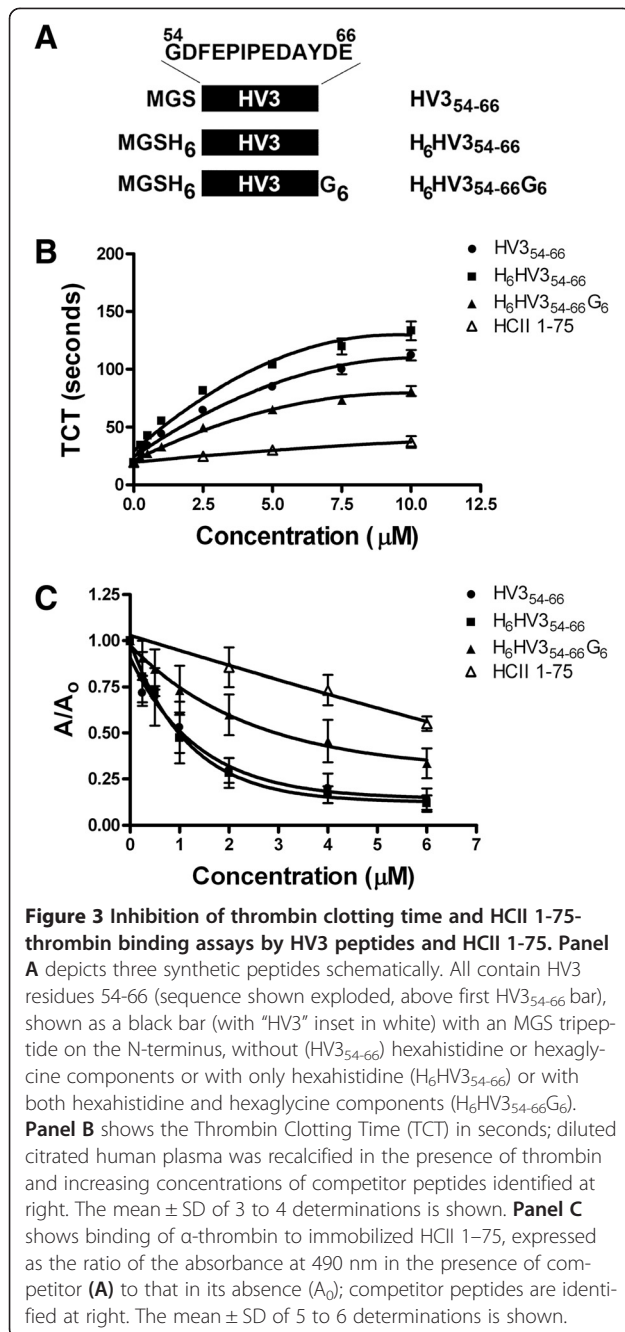 A
54 66
GDFEPIPEDAYDE
MGS HV3 HV3₅₄₋₆₆
MGSH₆ HV3 H₆HV3₅₄₋₆₆
MGSH₆ HV3 G₆ H₆HV3₅₄₋₆₆G₆
B
TCT (seconds)
200
150
100
50
0
0.0 2.5 5.0 7.5 10.0 12.5
Concentration (μM)
HV3₅₄₋₆₆
H₆HV3₅₄₋₆₆
H₆HV3₅₄₋₆₆G₆
HCII 1-75
C
A/A₀
1.25
1.00
0.75
0.50
0.25
0.00
0 1 2 3 4 5 6 7
Concentration (μM)
HV3₅₄₋₆₆
H₆HV3₅₄₋₆₆
H₆HV3₅₄₋₆₆G₆
HCII 1-75
Figure 3 Inhibition of thrombin clotting time and HCII 1-75-
thrombin binding assays by HV3 peptides and HCII 1-75. Panel
A depicts three synthetic peptides schematically. All contain HV3
residues 54-66 (sequence shown exploded, above first HV3₅₄₋₆₆ bar),
shown as a black bar (with "HV3" inset in white) with an MGS tripep-
tide on the N-terminus, without (HV3₅₄₋₆₆) hexahistidine or hexagly-
cine components or with only hexahistidine (H₆HV3₅₄₋₆₆) or with
both hexahistidine and hexaglycine components (H₆HV3₅₄₋₆₆G₆).
Panel B shows the Thrombin Clotting Time (TCT) in seconds; diluted
citrated human plasma was recalcified in the presence of thrombin
and increasing concentrations of competitor peptides identified at
right. The mean ± SD of 3 to 4 determinations is shown. Panel C
shows binding of α-thrombin to immobilized HCII 1–75, expressed
as the ratio of the absorbance at 490 nm in the presence of com-
petitor (A) to that in its absence (A₀); competitor peptides are identi-
fied at right. The mean ± SD of 5 to 6 determinations is shown.